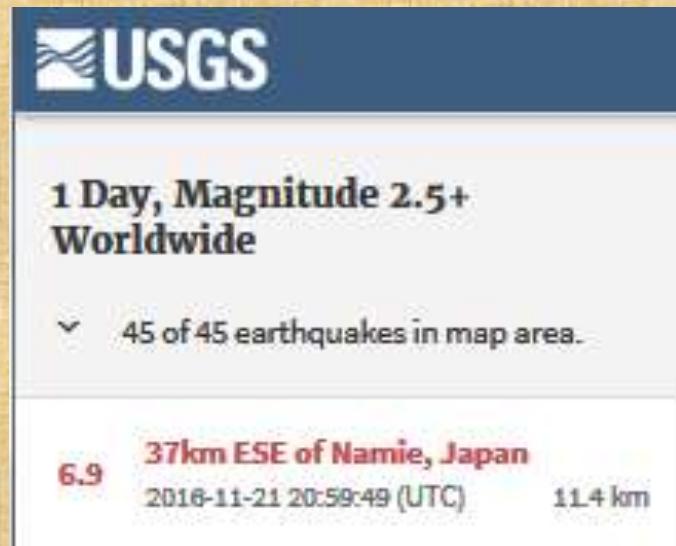 USGS
1 Day, Magnitude 2.5+
Worldwide
45 of 45 earthquakes in map area.
6.9 37km ESE of Namie, Japan
2016-11-21 20:59:49 (UTC) 11.4 km